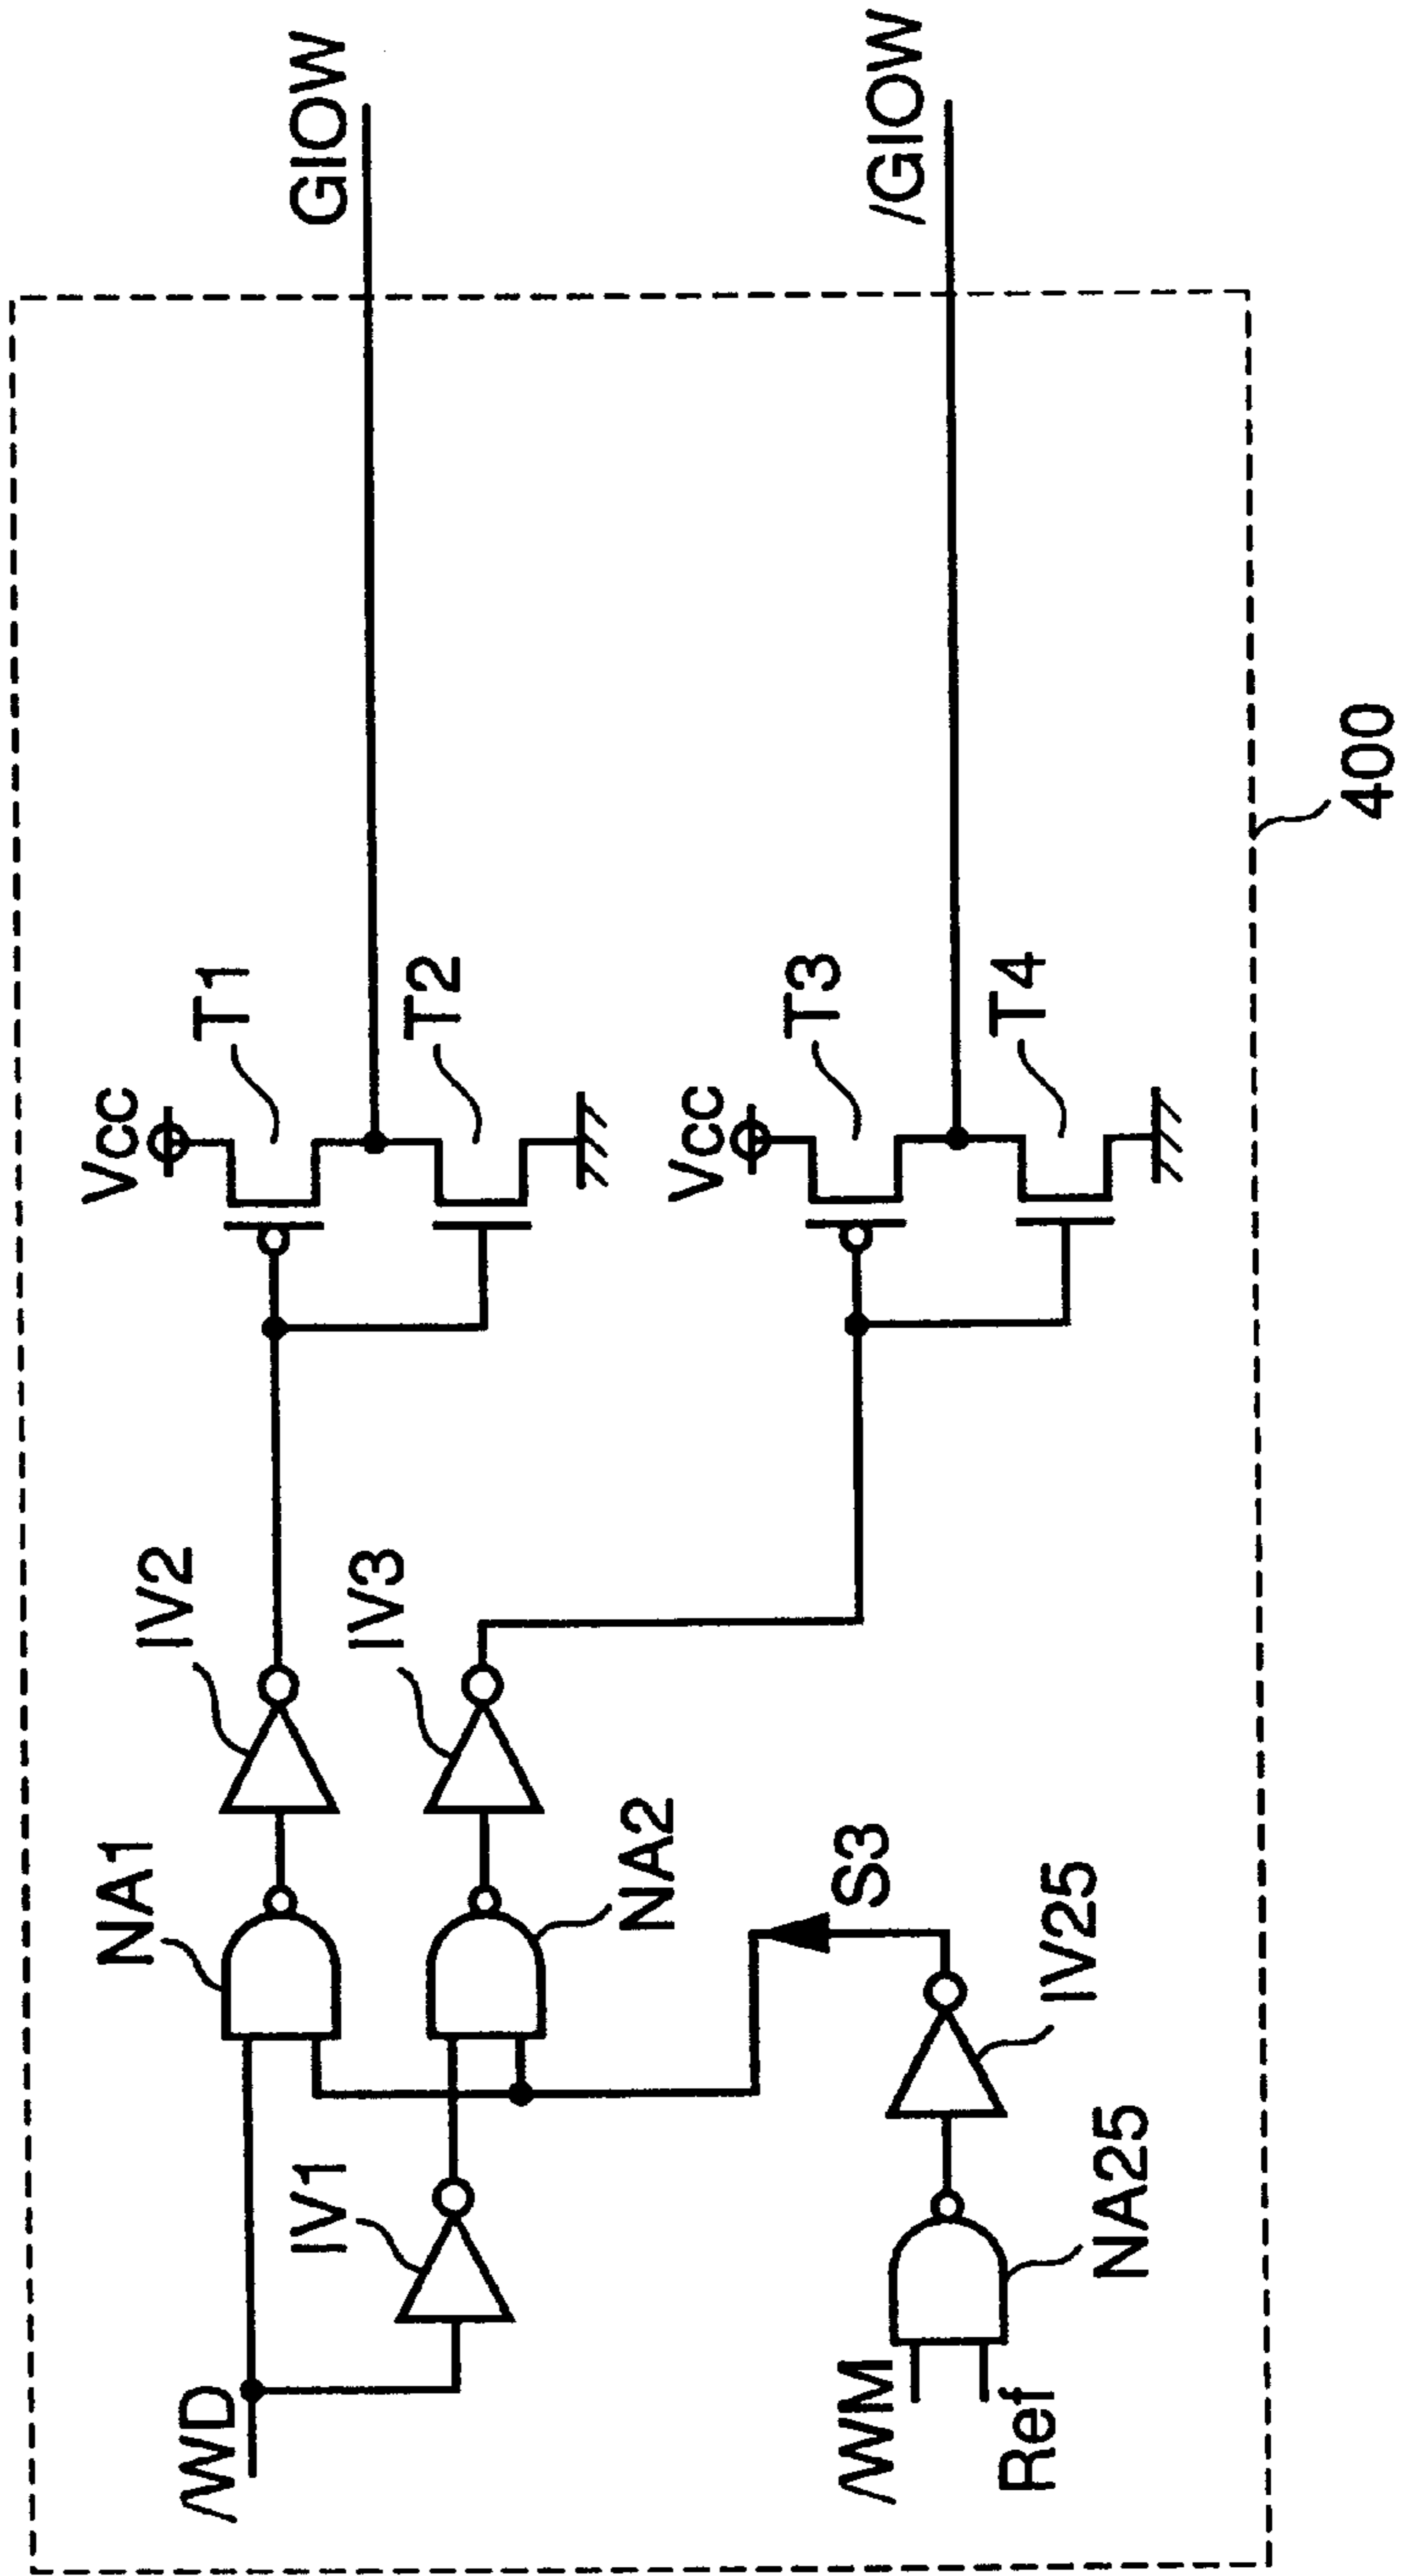 GIOW
/GIOW
Vcc
T1
T2
Vcc
T3
T4
IV2
IV3
NA1
NA2
S3
IV1
IV25
NA25
/WD
/WM
Ref
400